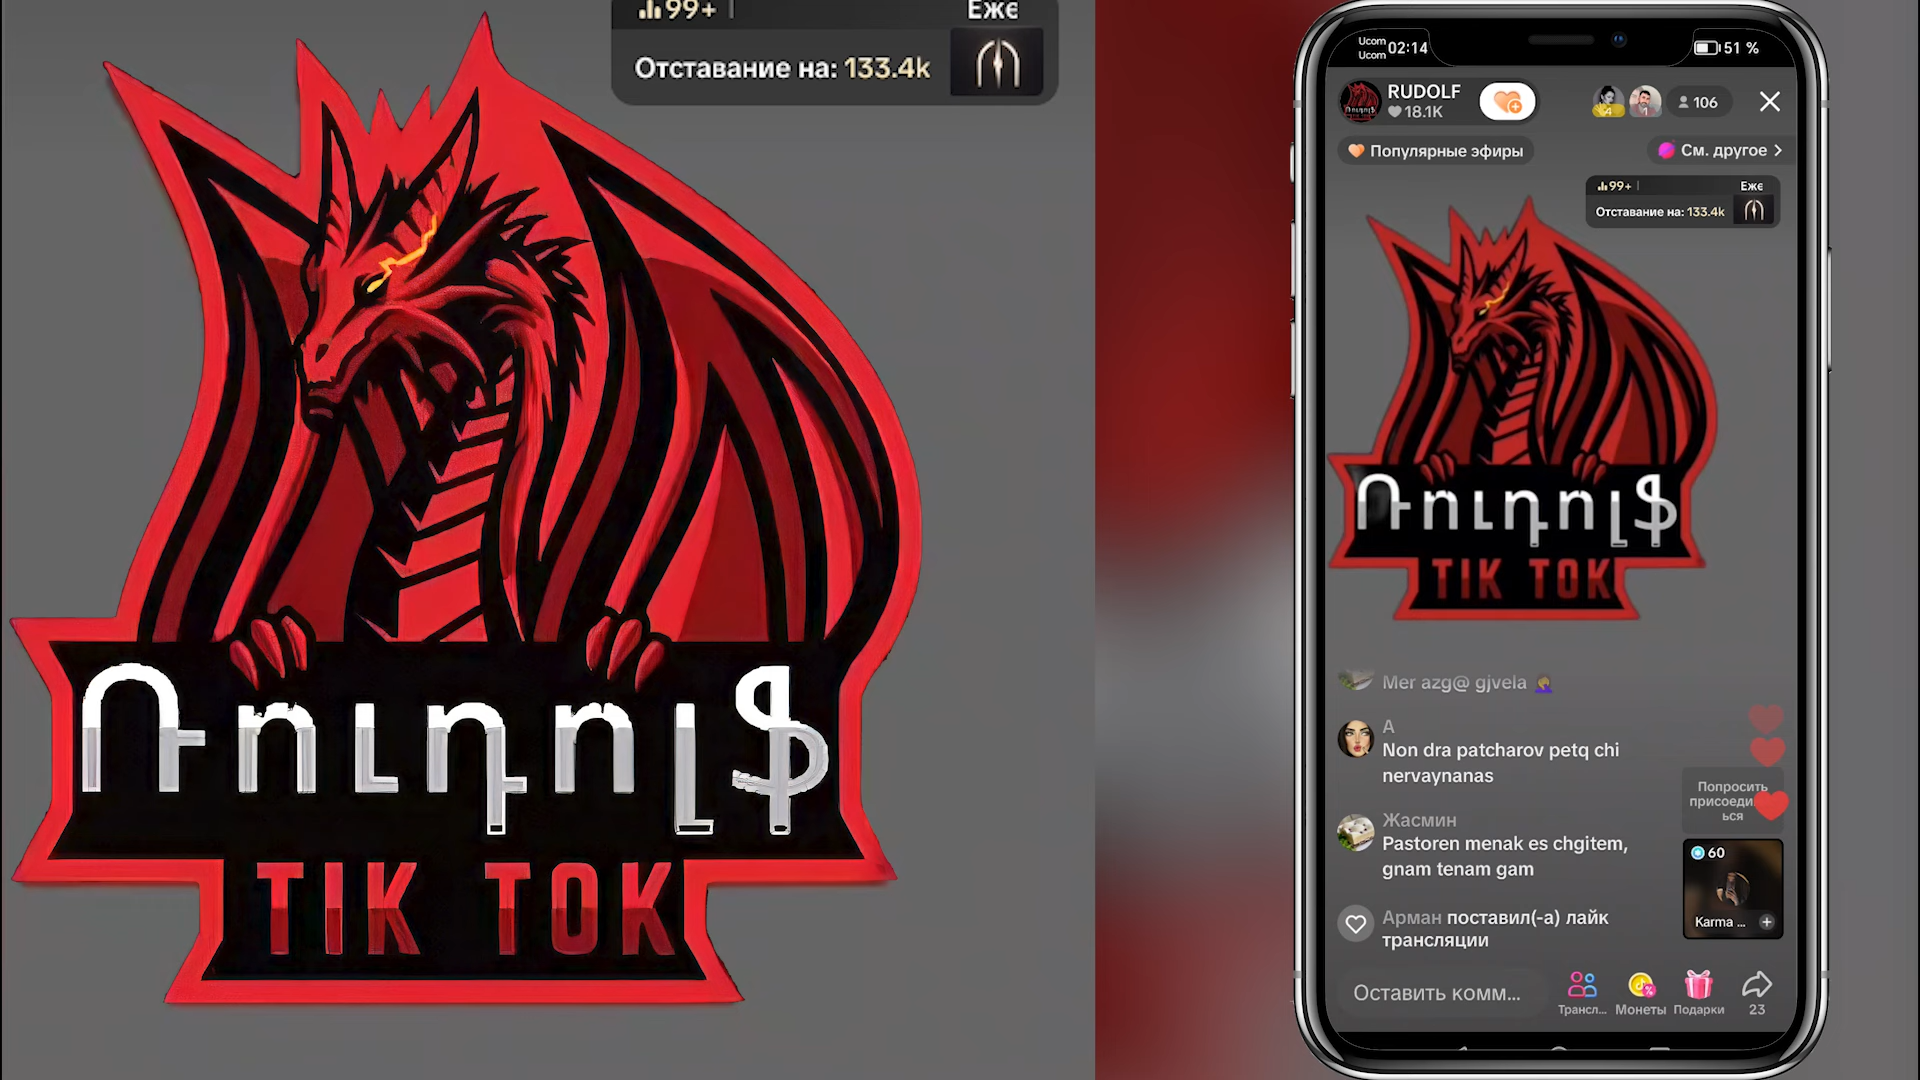 99+ | Еже
Отставание на: 133.4k
Ռուդոլֆ
TIK TOK
Ucom
Ucom
02:14
51 %
RUDOLF
18.1K
4
1
106
Популярные эфиры
См. другое
99+ | Еже
Отставание на: 133.4k
Ռուդոլֆ
TIK TOK
Mer azg@ gjvela 🤦‍♀️
A
Non dra patcharov petq chi
nervaynanas
Жасмин
Pastoren menak es chgitem,
gnam tenam gam
Арман поставил(-а) лайк
трансляции
Попросить
ься
60
Karma ...
Оставить комм...
Трансл...
Монеты
Подарки
23